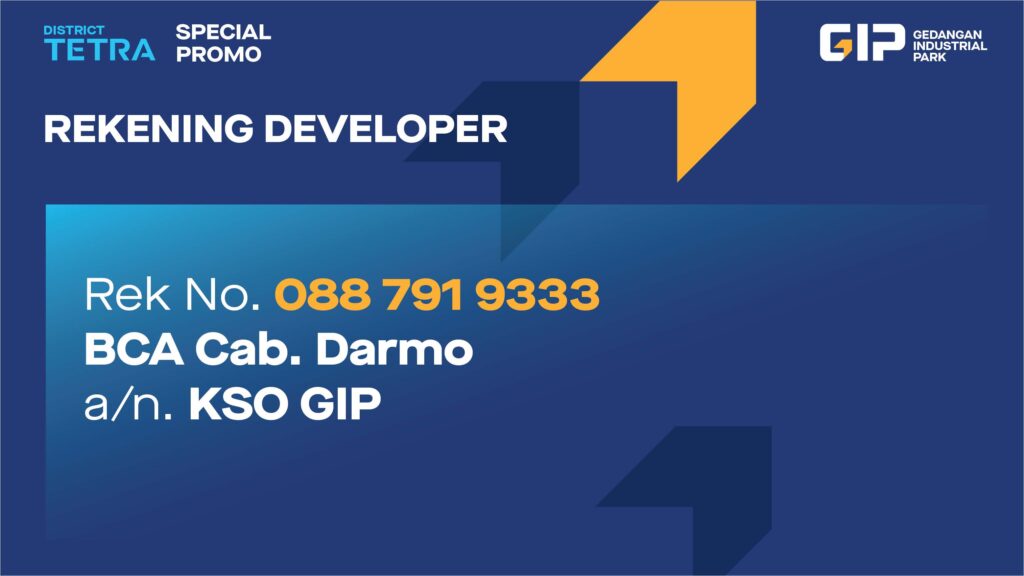 DISTRICT
TETRA
SPECIAL
PROMO
GIP
GEDANGAN
INDUSTRIAL
PARK
REKENING DEVELOPER
Rek No. 088 791 9333
BCA Cab. Darmo
a/n. KSO GIP